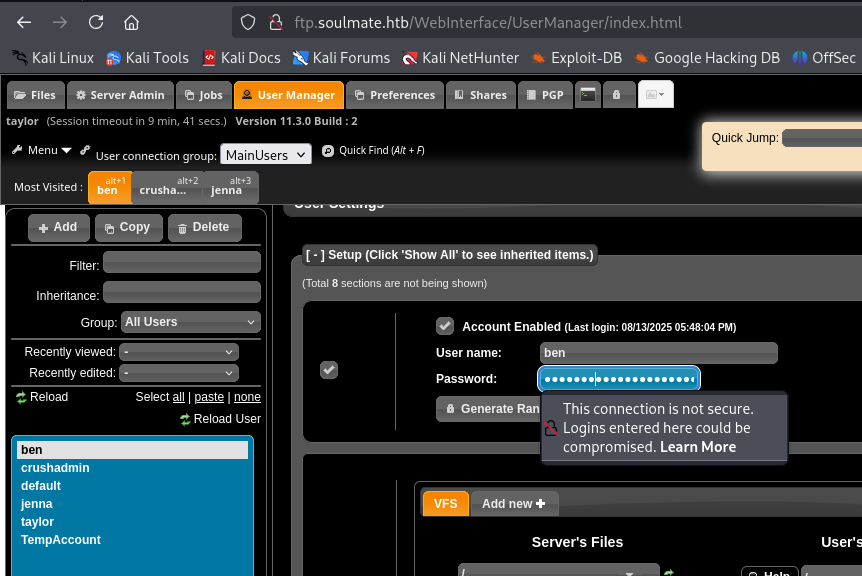 ftp.soulmate.htb/WebInterface/UserManager/index.html
Kali Linux Kali Tools Kali Docs Kali Forums Kali NetHunter Exploit-DB Google Hacking DB OffSec
Files Server Admin Jobs User Manager Preferences Shares PGP
taylor (Session timeout in 9 min, 41 secs.) Version 11.3.0 Build : 2
Quick Jump:
Menu User connection group: MainUsers Quick Find (Alt + F)
alt+1 alt+2 alt+3
Most Visited : ben crusha... jenna
User Settings
Add Copy Delete
[ - ] Setup (Click 'Show All' to see inherited items.)
Filter:
(Total 8 sections are not being shown)
Inheritance:
Group: All Users
Account Enabled (Last login: 08/13/2025 05:48:04 PM)
Recently viewed: -
User name: ben
Recently edited: -
Password: ••••••••••••••••••••••
Reload Select all | paste | none
Generate Ran
Reload User
This connection is not secure.
Logins entered here could be
compromised. Learn More
ben
crushadmin
default
jenna
taylor
TempAccount
VFS Add new
Server's Files User's
/ Help /